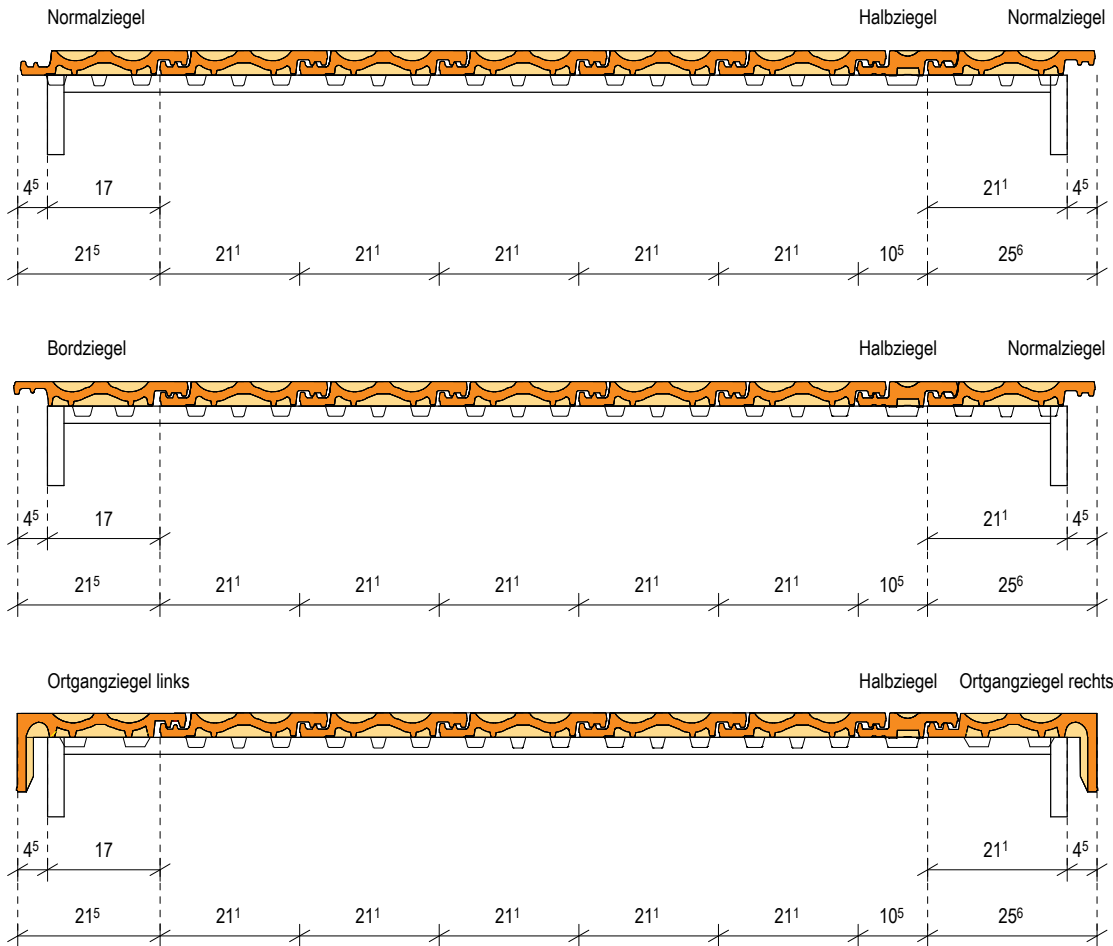 Normalziegel Halbziegel Normalziegel
4⁵ 17 21¹ 4⁵
21⁵ 21¹ 21¹ 21¹ 21¹ 21¹ 10⁵ 25⁶
Bordziegel Halbziegel Normalziegel
4⁵ 17 21¹ 4⁵
21⁵ 21¹ 21¹ 21¹ 21¹ 21¹ 10⁵ 25⁶
Ortgangziegel links Halbziegel Ortgangziegel rechts
4⁵ 17 21¹ 4⁵
21⁵ 21¹ 21¹ 21¹ 21¹ 21¹ 10⁵ 25⁶